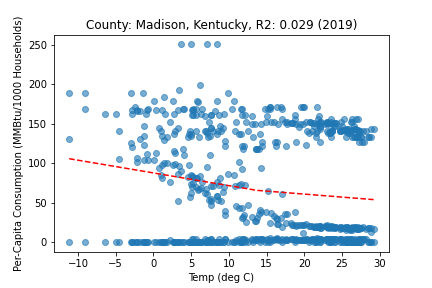 County: Madison, Kentucky, R2: 0.029 (2019)
Per-Capita Consumption (MMBtu/1000 Households)
250
200
150
100
50
0
−10 −5 0 5 10 15 20 25 30
Temp (deg C)